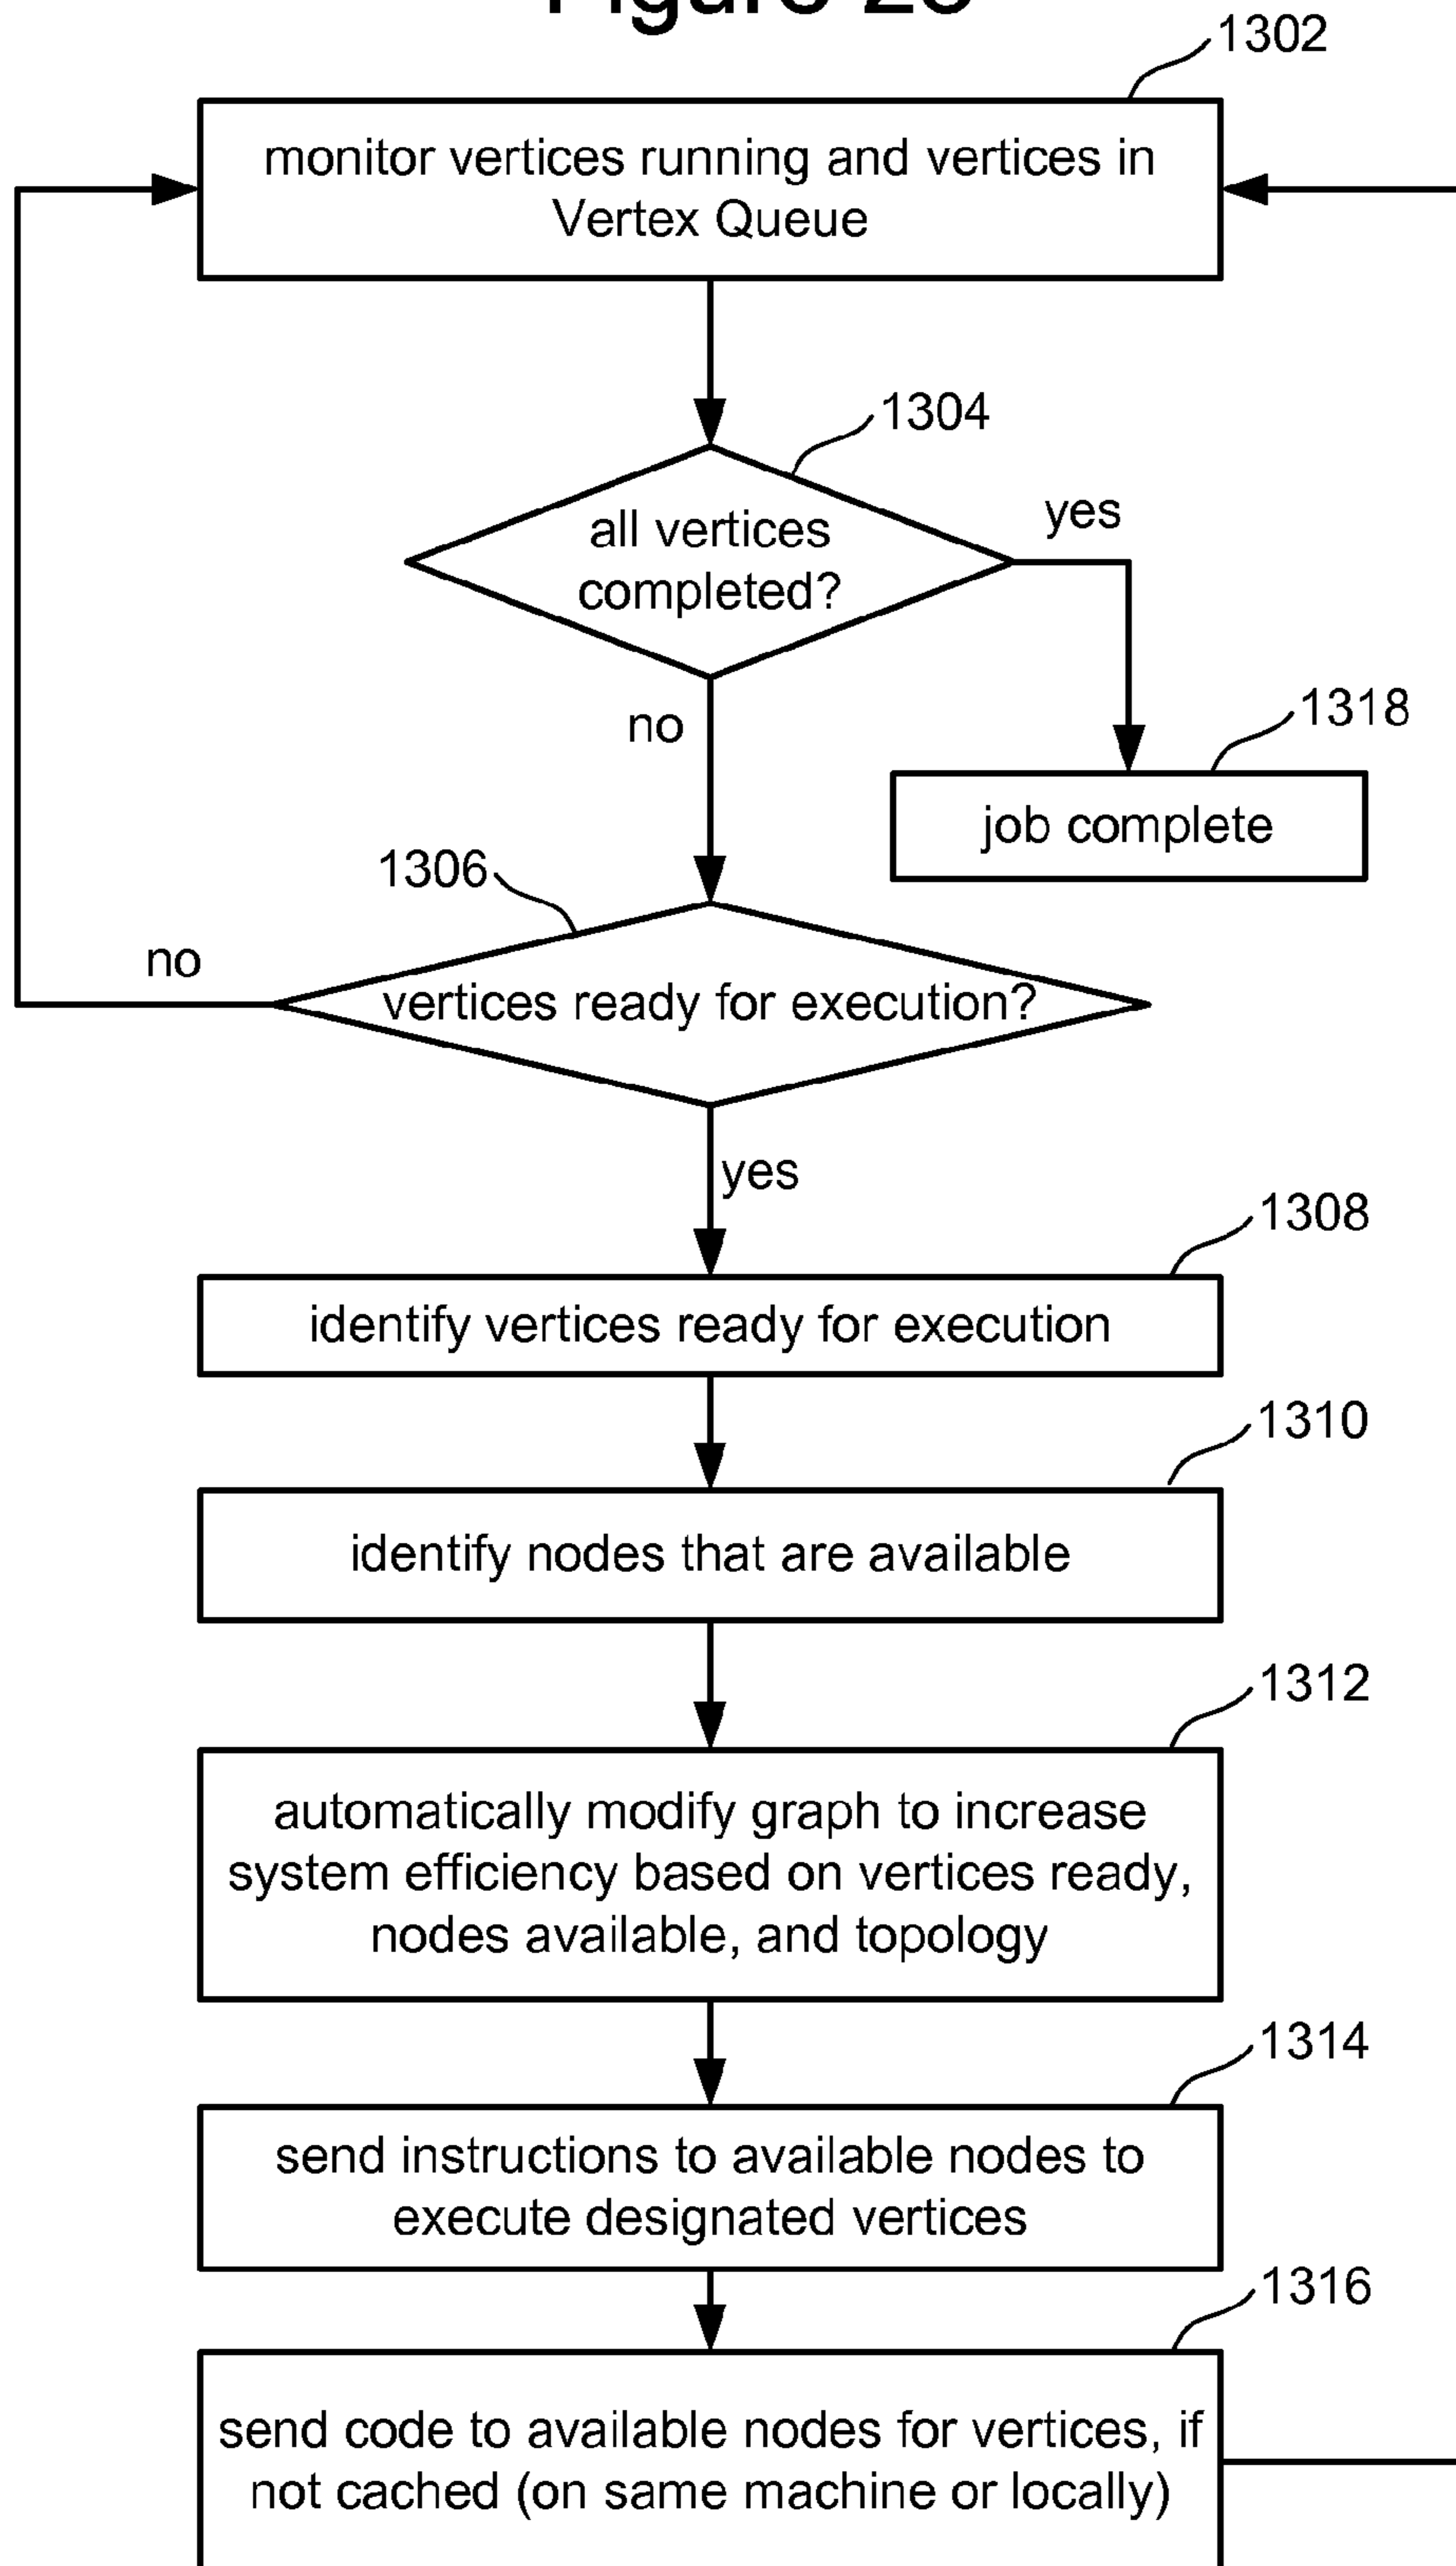 1302
monitor vertices running and vertices in
Vertex Queue
1304
all vertices
completed?
yes
no
1318
job complete
1306
no
vertices ready for execution?
yes
1308
identify vertices ready for execution
1310
identify nodes that are available
1312
automatically modify graph to increase
system efficiency based on vertices ready,
nodes available, and topology
1314
send instructions to available nodes to
execute designated vertices
1316
send code to available nodes for vertices, if
not cached (on same machine or locally)